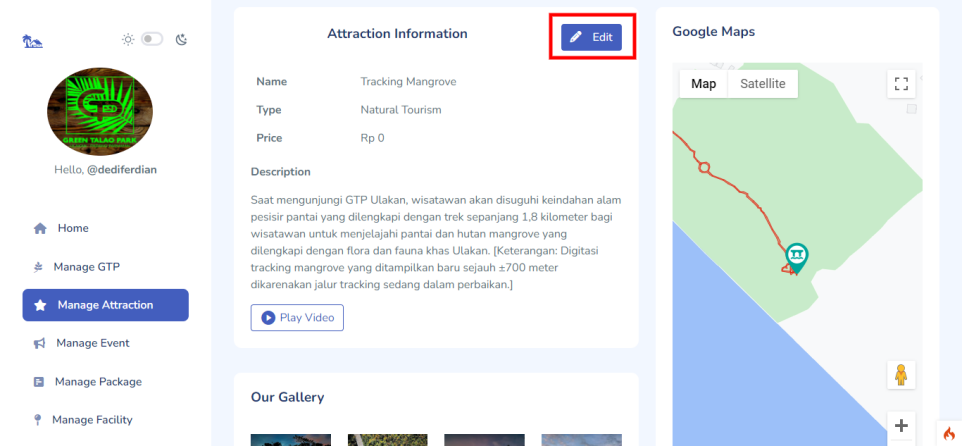 GREEN TALAO PARK
Hello, @dediferdian
Home
Manage GTP
Manage Attraction
Manage Event
Manage Package
Manage Facility
Attraction Information
Edit
Name Tracking Mangrove
Type Natural Tourism
Price Rp 0
Description
Saat mengunjungi GTP Ulakan, wisatawan akan disuguhi keindahan alam
pesisir pantai yang dilengkapi dengan trek sepanjang 1,8 kilometer bagi
wisatawan untuk menjelajahi pantai dan hutan mangrove yang
dilengkapi dengan flora dan fauna khas Ulakan. [Keterangan: Digitasi
tracking mangrove yang ditampilkan baru sejauh ±700 meter
dikarenakan jalur tracking sedang dalam perbaikan.]
Play Video
Our Gallery
Google Maps
Map Satellite